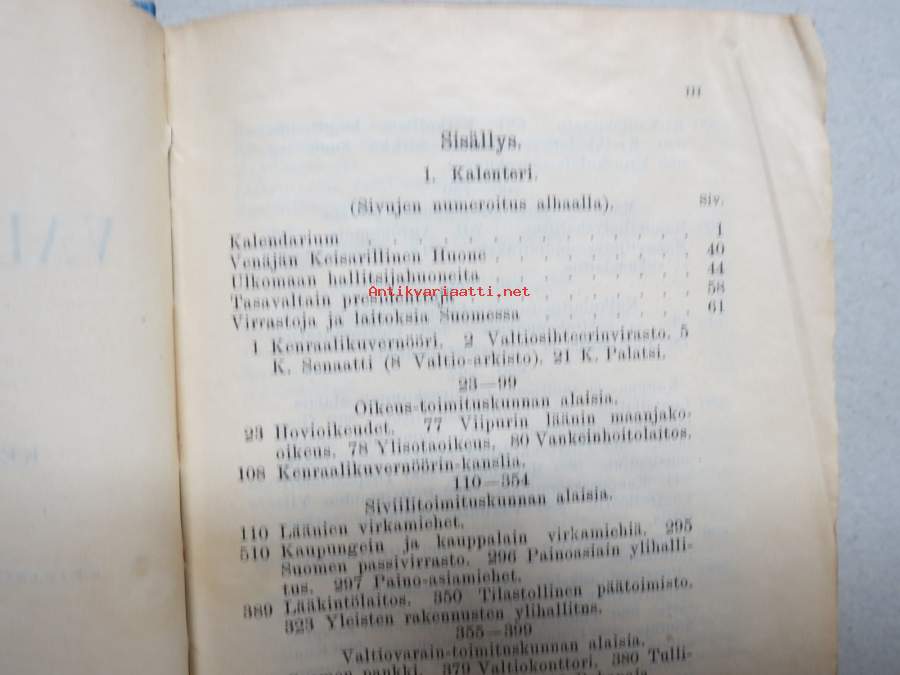 III
Sisällys.
1. Kalenteri.
(Sivujen numeroitus alhaalla). Siv.
Kalendarium . . . . . . . . . . . 1
Venäjän Keisarillinen Huone . . . . . . . 40
Ulkomaan hallitsijahuoneita . . . . . . . 44
Tasavaltain presidenttejä . . . . . . . 58
Antikvariaatti.net
Virrastoja ja laitoksia Suomessa . . . . . . 61
1 Kenraalikuvernööri. 2 Valtiosihteerinvirasto. 5
K. Senaatti (8 Valtio-arkisto). 21 K. Palatsi.
23—99
Oikeus-toimituskunnan alaisia.
23 Hovioikeudet. 77 Viipurin läänin maanjako-
oikeus. 78 Ylisotaoikeus. 80 Vankeinhoitolaitos.
108 Kenraalikuvernöörin-kanslia.
110—354
Siviilitoimituskunnan alaisia.
110 Läänien virkamiehet.
510 Kaupungein ja kauppalain virkamiehiä. 295
Suomen passivirrasto. 296 Painoasiain ylihalli-
tus. 297 Paino-asiamiehet.
389 Lääkintölaitos. 350 Tilastollinen päätoimisto.
323 Yleisten rakennusten ylihallitus.
355—399
Valtiovarain-toimituskunnan alaisia.
pankki. 379 Valtiokonttori. 380 Tulli-